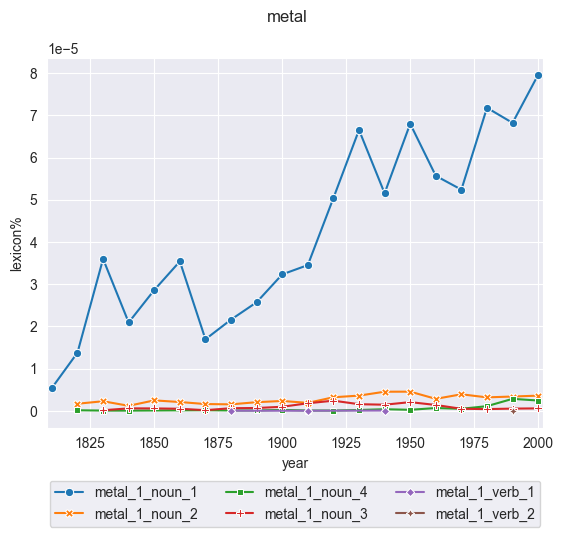 metal
1e−5
8
7
6
5
4
3
2
1
0
lexicon%
1825 1850 1875 1900 1925 1950 1975 2000
year
metal_1_noun_1 metal_1_noun_4 metal_1_verb_1
metal_1_noun_2 metal_1_noun_3 metal_1_verb_2